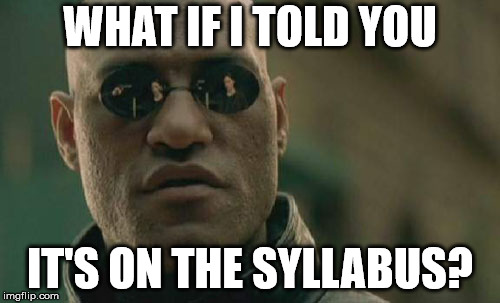 WHAT IF I TOLD YOU
IT'S ON THE SYLLABUS?
imgflip.com